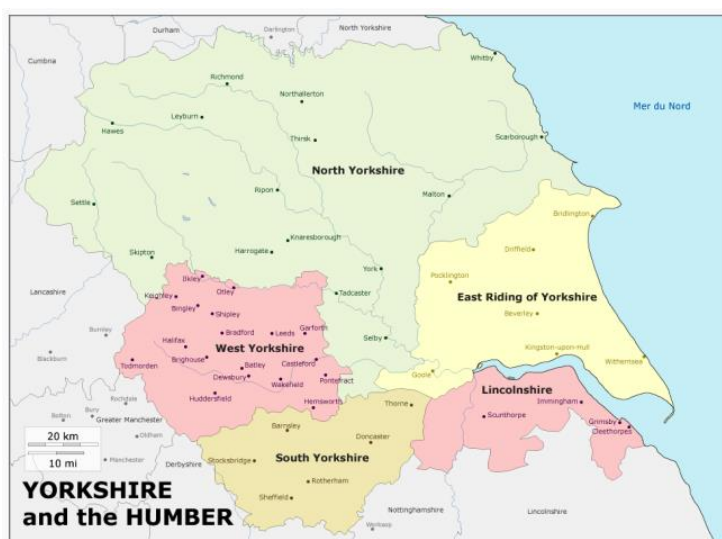 Durham
Darlington
North Yorkshire
Cumbria
Whitby
Richmond
Northallerton
Mer du Nord
Leyburn
Hawes
Thirsk
Scarborough
North Yorkshire
Ripon
Malton
Settle
Bridlington
Knaresborough
Harrogata
Driffield
Skipton
York
Pocklington
Ilkley
Otley
Tadcaster
East Riding of Yorkshire
Keighley
Lancashire
Bingley
Shipley
Beverley
Burnley
Bradford
Leeds
Garforth
Selby
Halifax
West Yorkshire
Kingston-upon-Hull
Blackburn
Brighouse
Castleford
Withernsea
Todmorden
Batley
Goole
Dewsbury
Wakefield
Pontefract
Lincolnshire
Huddersfield
Immingham
Rochdale
Hemsworth
Thorne
Bury
Bolton
Greater Manchester
Scunthorpe
Grimsby
Cleethorpes
Barnsley
Oldham
Doncaster
20 km
10 mi
Manchester
Derbyshire
Stocksbridge
South Yorkshire
Rotherham
YORKSHIRE
and the HUMBER
Sheffield
Nottinghamshire
Lincolnshire
Worksop